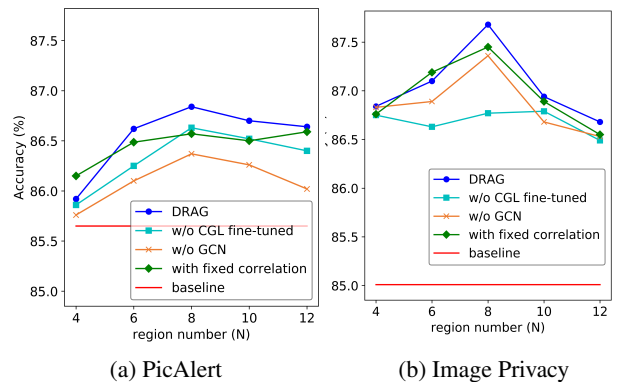 87.5
87.0
86.5
86.0
85.5
85.0
Accuracy (%)
4 6 8 10 12
region number (N)
DRAG
w/o CGL fine-tuned
w/o GCN
with fixed correlation
baseline
(a) PicAlert
87.5
87.0
86.5
86.0
85.5
85.0
4 6 8 10 12
region number (N)
DRAG
w/o CGL fine-tuned
w/o GCN
with fixed correlation
baseline
(b) Image Privacy